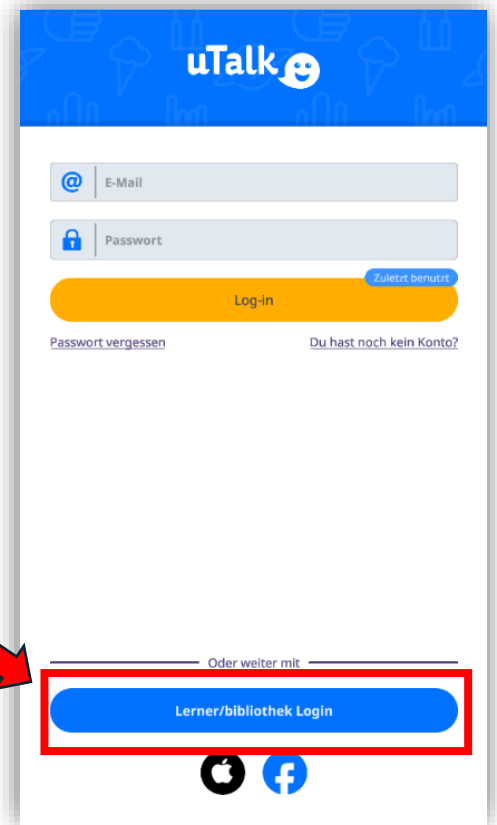 uTalk
@ E-Mail
Passwort
Zuletzt benutzt
Log-in
Passwort vergessen
Du hast noch kein Konto?
Oder weiter mit
Lerner/bibliothek Login